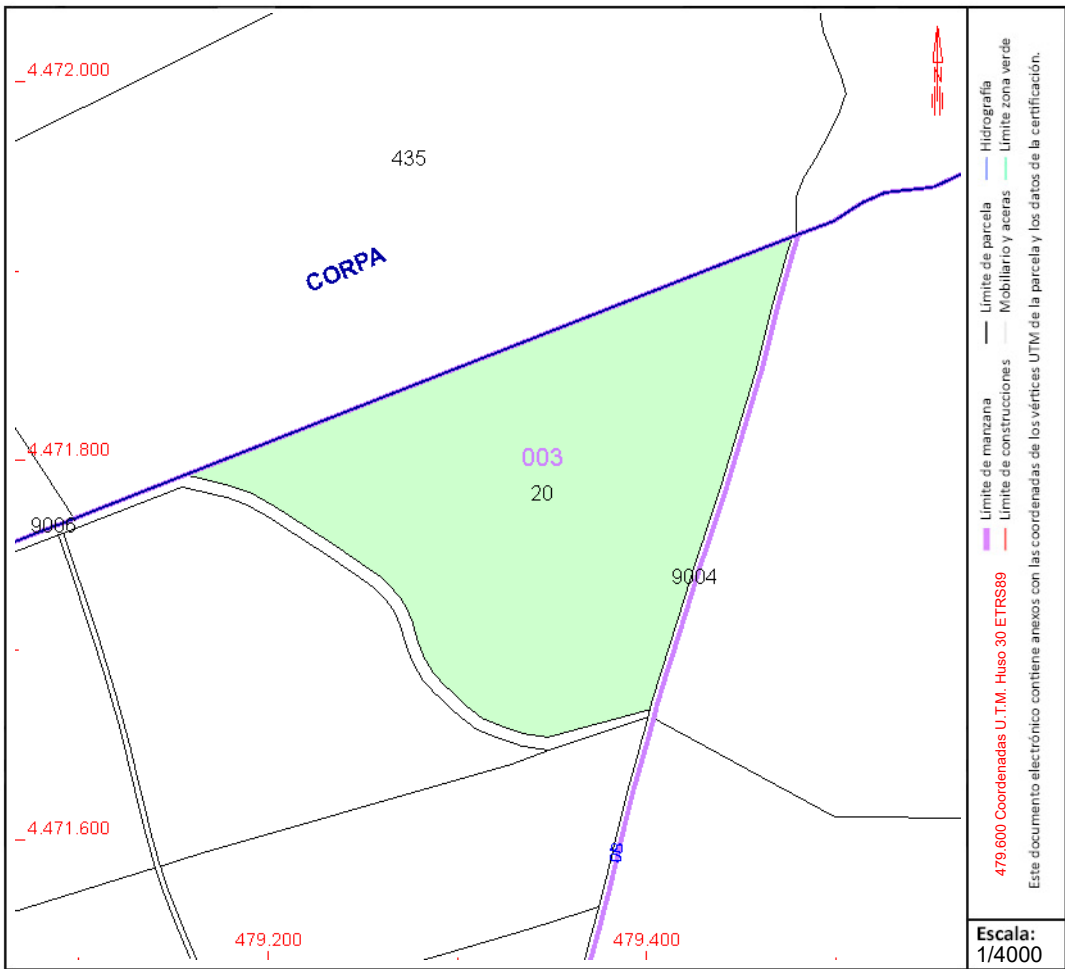 4.472.000
435
CORPA
4.471.800
003
20
9006
9004
4.471.600
DS
479.200
479.400
N
Límite de manzana
Límite de parcela
Hidrografía
Límite de construcciones
Mobiliario y aceras
Límite zona verde
479.600 Coordenadas U.T.M. Huso 30 ETRS89
Este documento electrónico contiene anexos con las coordenadas de los vértices UTM de la parcela y los datos de la certificación.
Escala:
1/4000